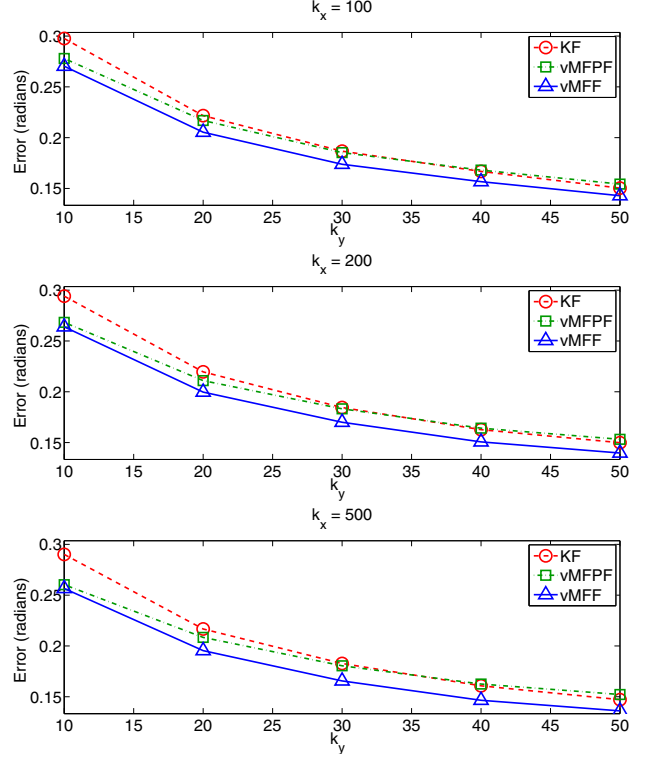 k_x = 100
0.3
0.25
0.2
0.15
Error (radians)
KF
vMFPF
vMFF
10 15 20 25 30 35 40 45 50
k_y
k_x = 200
0.3
0.25
0.2
0.15
Error (radians)
KF
vMFPF
vMFF
10 15 20 25 30 35 40 45 50
k_y
k_x = 500
0.3
0.25
0.2
0.15
Error (radians)
KF
vMFPF
vMFF
10 15 20 25 30 35 40 45 50
k_y